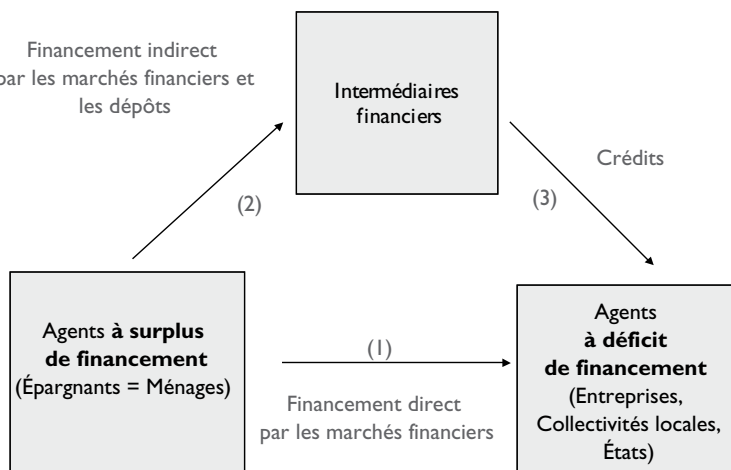 Financement indirect
par les marchés financiers et
les dépôts
Intermédiaires
financiers
Crédits
(2)
(3)
Agents à surplus
de financement
(Épargnants = Ménages)
(1)
Financement direct
par les marchés financiers
Agents
à déficit
de financement
(Entreprises,
Collectivités locales,
États)